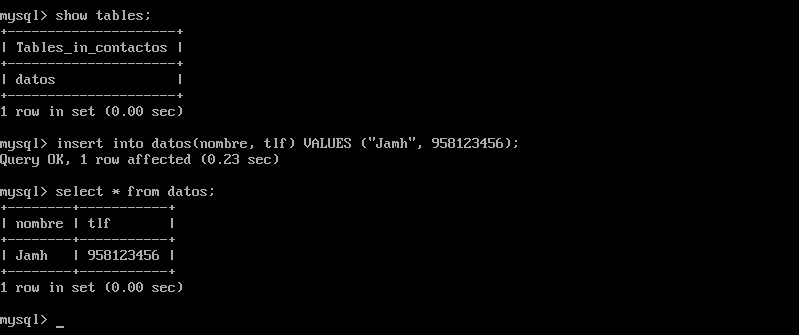 mysql> show tables;
+---------------------+
| Tables_in_contactos |
+---------------------+
| datos               |
+---------------------+
1 row in set (0.00 sec)

mysql> insert into datos(nombre, tlf) VALUES ("Jamh", 958123456);
Query OK, 1 row affected (0.23 sec)

mysql> select * from datos;
+--------+-----------+
| nombre | tlf       |
+--------+-----------+
| Jamh   | 958123456 |
+--------+-----------+
1 row in set (0.00 sec)

mysql> _